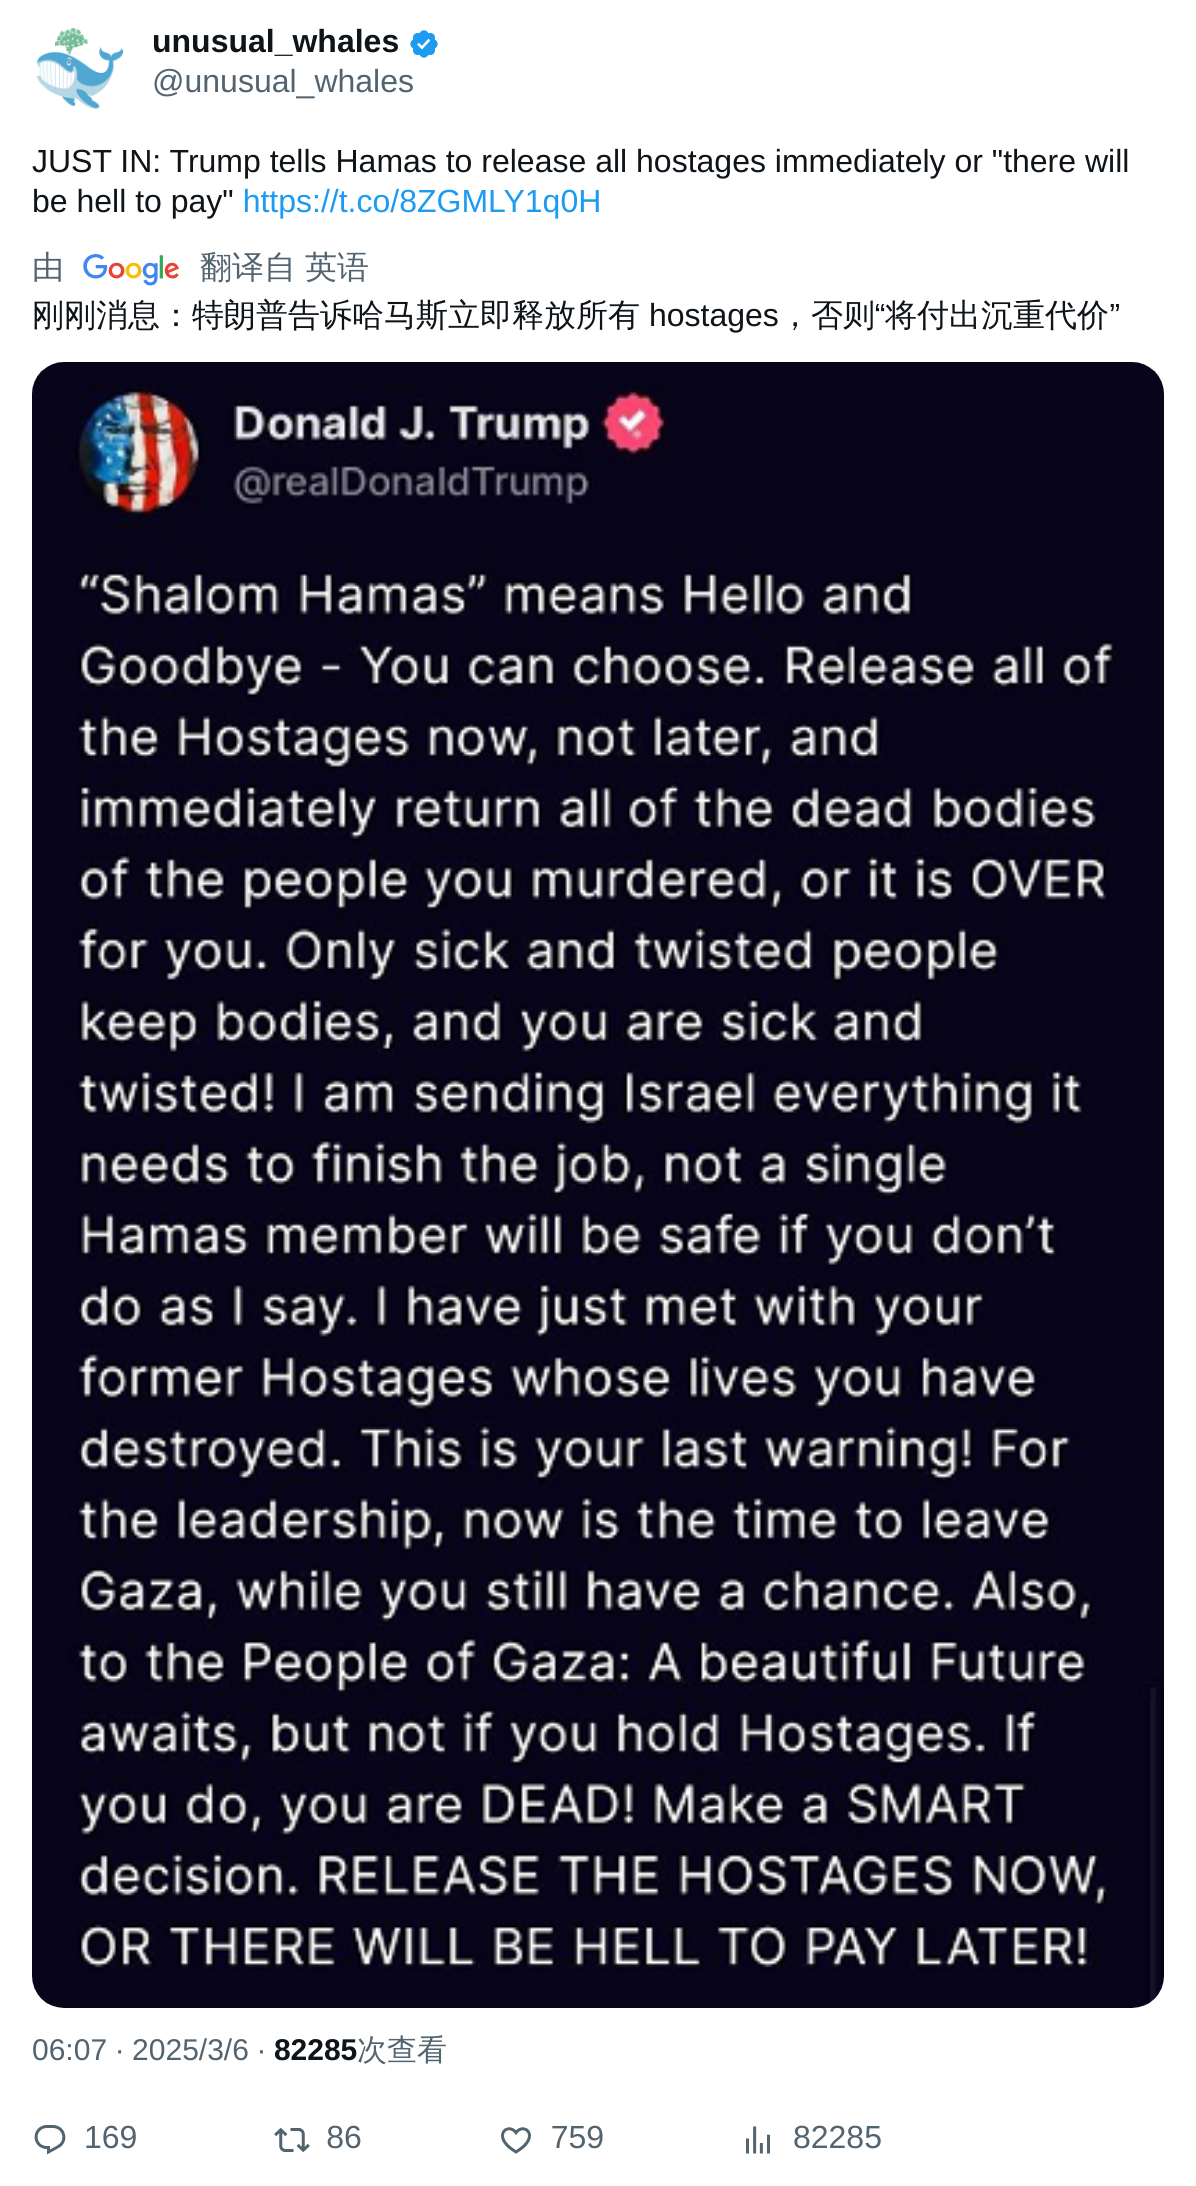 unusual_whales
@unusual_whales
JUST IN: Trump tells Hamas to release all hostages immediately or "there will
be hell to pay" https://t.co/8ZGMLY1q0H
由 Google 翻译自 英语
刚刚消息：特朗普告诉哈马斯立即释放所有 hostages，否则“将付出沉重代价”
Donald J. Trump
@realDonaldTrump
“Shalom Hamas” means Hello and
Goodbye - You can choose. Release all of
the Hostages now, not later, and
immediately return all of the dead bodies
of the people you murdered, or it is OVER
for you. Only sick and twisted people
keep bodies, and you are sick and
twisted! I am sending Israel everything it
needs to finish the job, not a single
Hamas member will be safe if you don’t
do as I say. I have just met with your
former Hostages whose lives you have
destroyed. This is your last warning! For
the leadership, now is the time to leave
Gaza, while you still have a chance. Also,
to the People of Gaza: A beautiful Future
awaits, but not if you hold Hostages. If
you do, you are DEAD! Make a SMART
decision. RELEASE THE HOSTAGES NOW,
OR THERE WILL BE HELL TO PAY LATER!
06:07 · 2025/3/6 · 82285次查看
169 86 759 82285